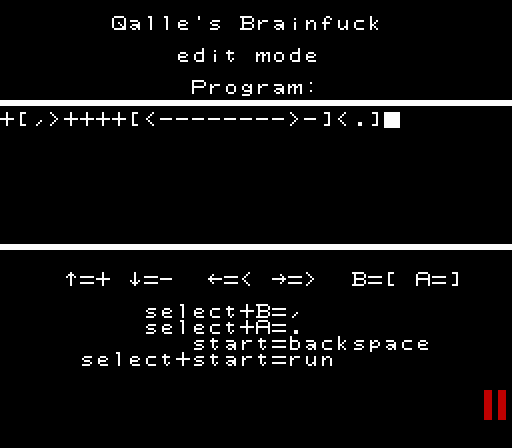 Qalle's Brainfuck
edit mode
Program:
+[,>++++[<-------->-]<.]
↑=+ ↓=- ←=< →=> B=[ A=]
select+B=,
select+A=.
start=backspace
select+start=run